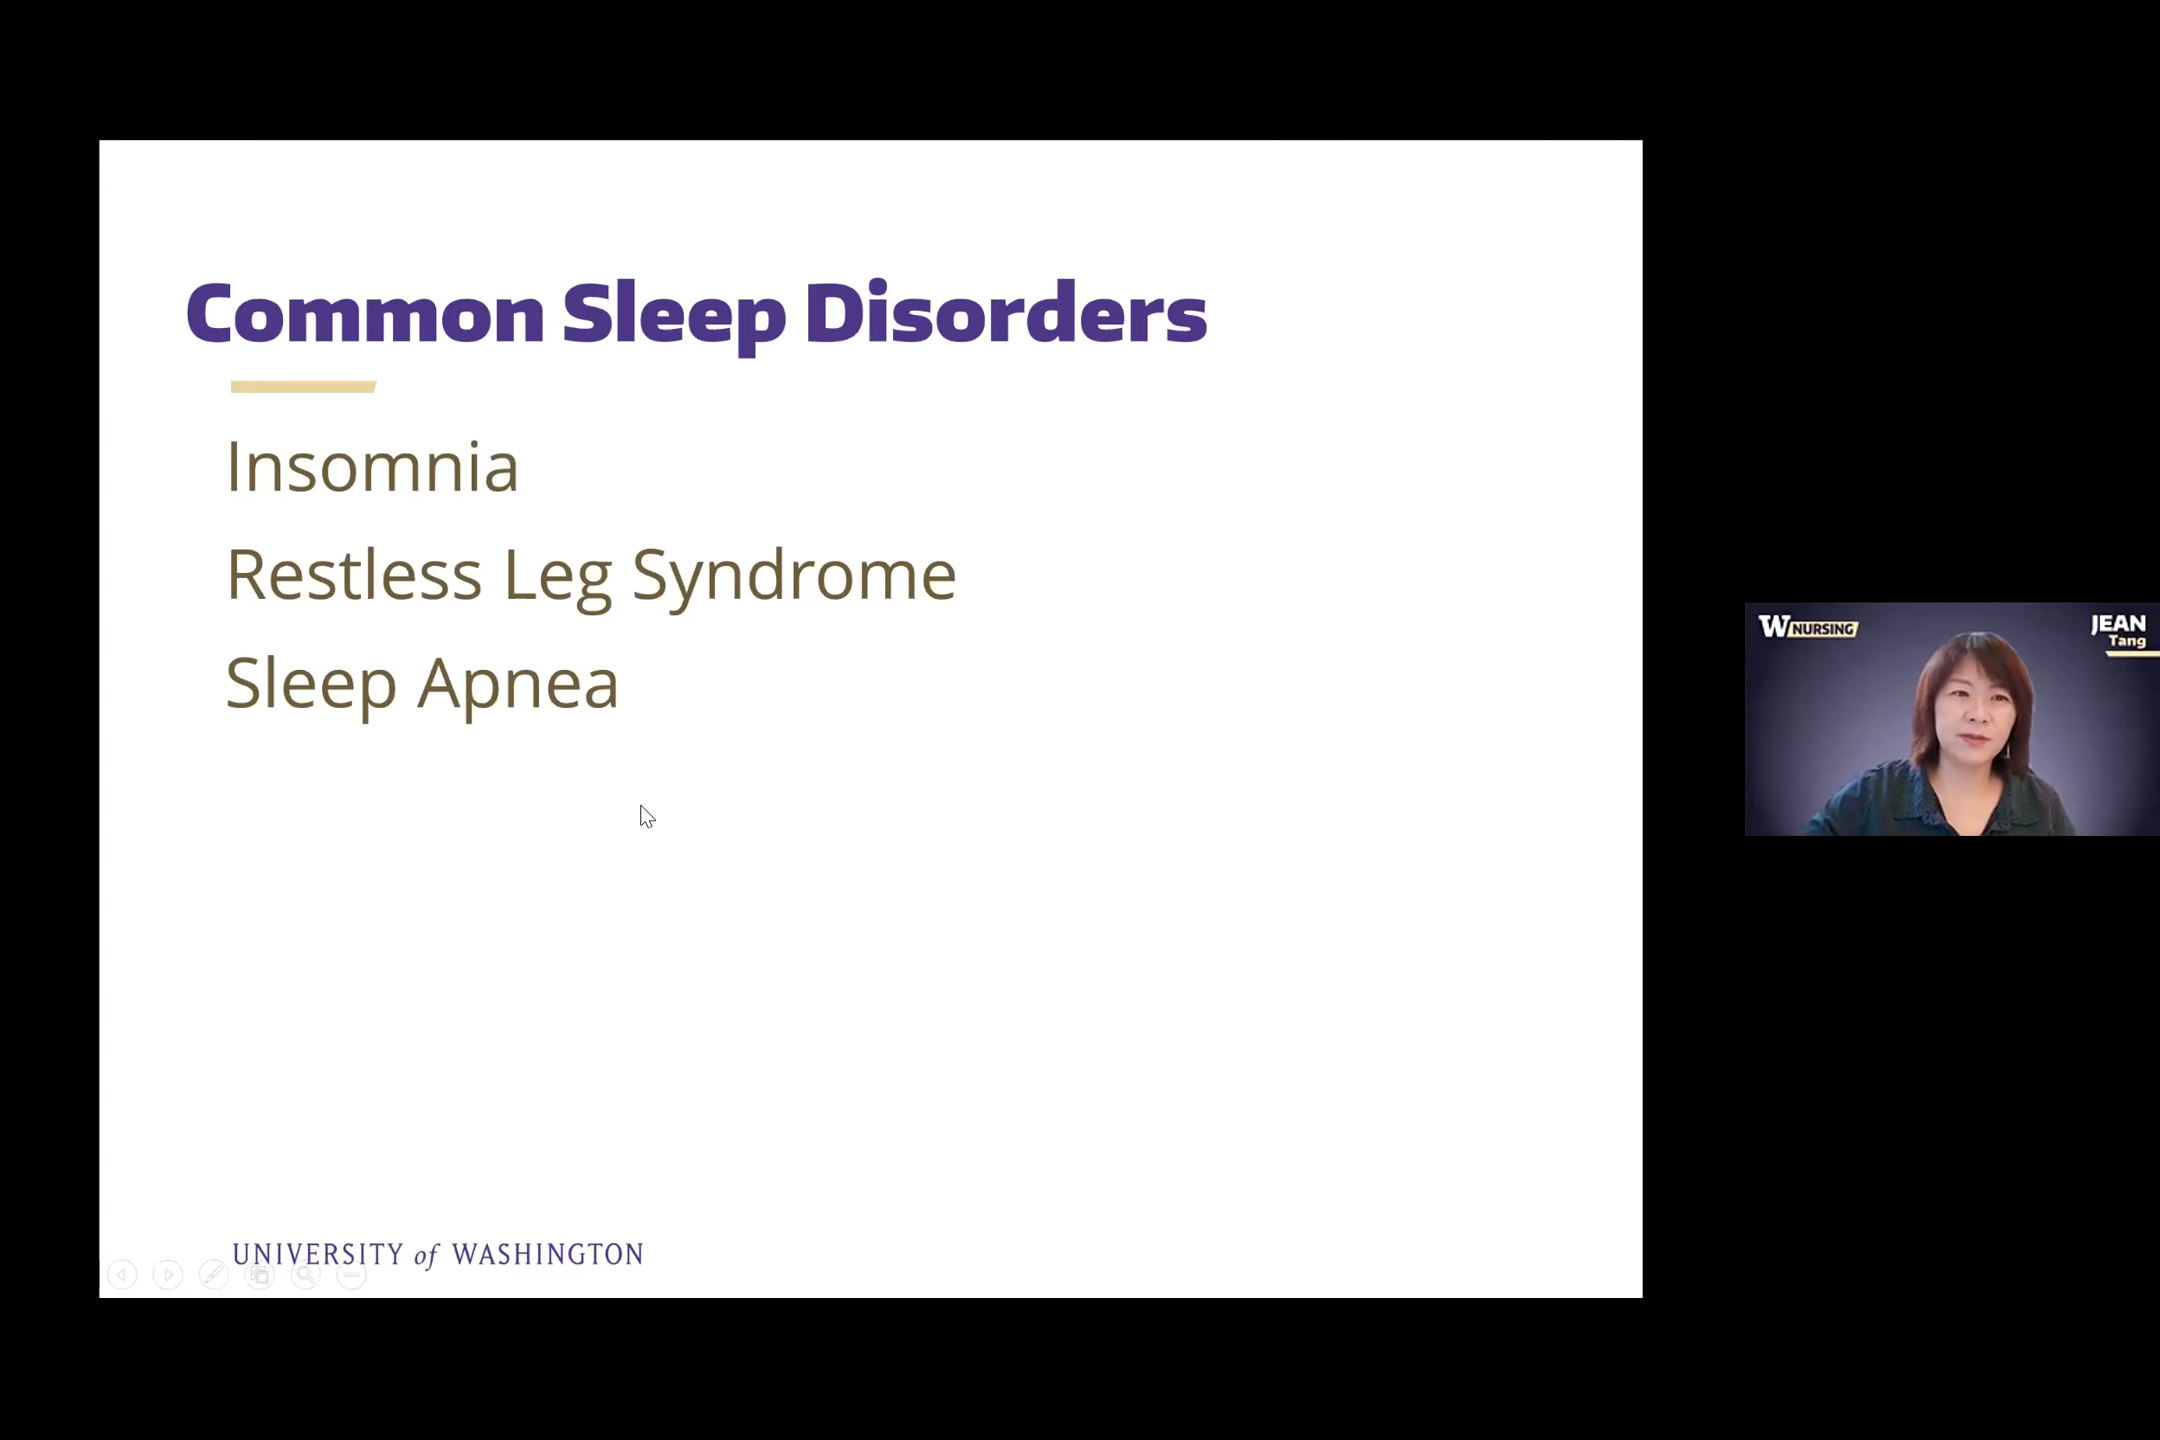 Common Sleep Disorders
Insomnia
Restless Leg Syndrome
Sleep Apnea
UNIVERSITY of WASHINGTON
W NURSING
JEAN
Tang